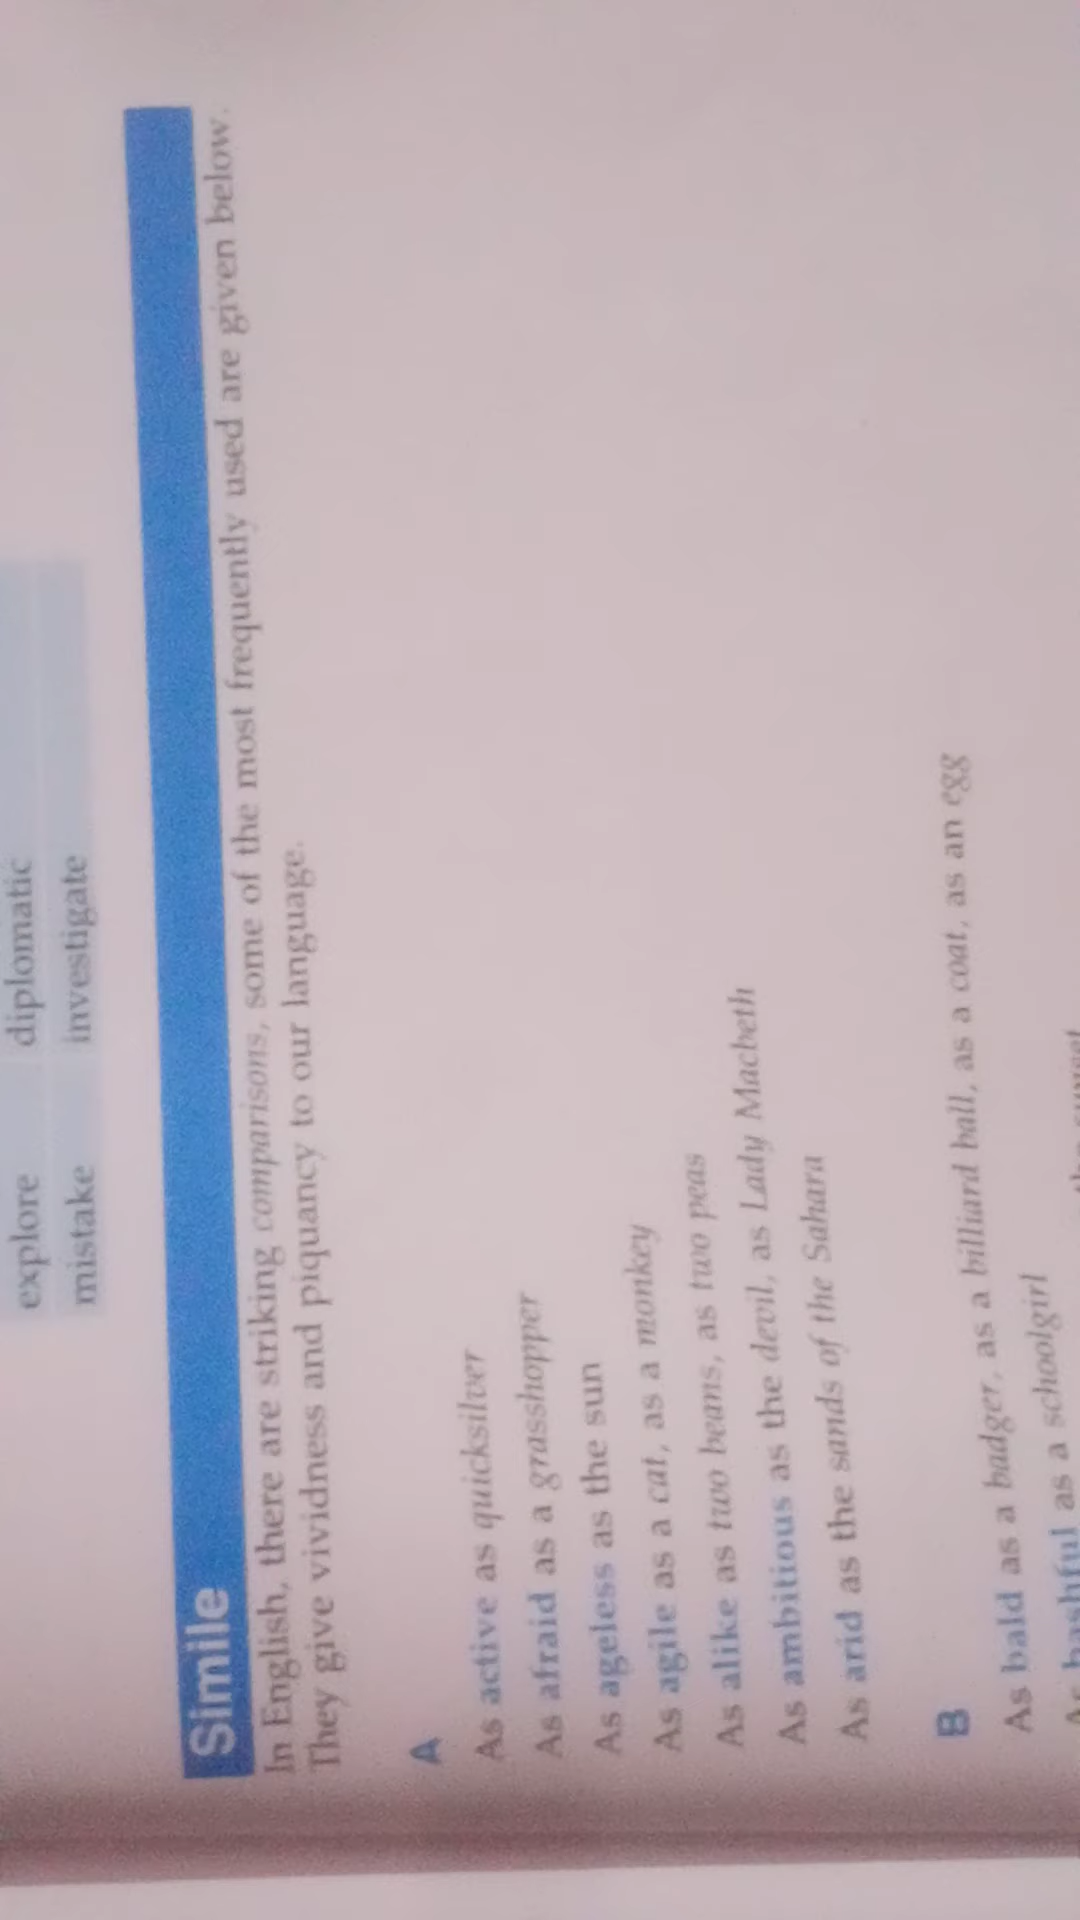 explore diplomatic
mistake investigate
Simile
In English, there are striking comparisons, some of the most frequently used are given below.
They give vividness and piquancy to our language.
A
As active as quicksilver
As afraid as a grasshopper
As ageless as the sun
As agile as a cat, as a monkey
As alike as two beans, as two peas
As ambitious as the devil, as Lady Macbeth
As arid as the sands of the Sahara
B
As bald as a badger, as a billiard ball, as a coat, as an egg
As bashful as a schoolgirl